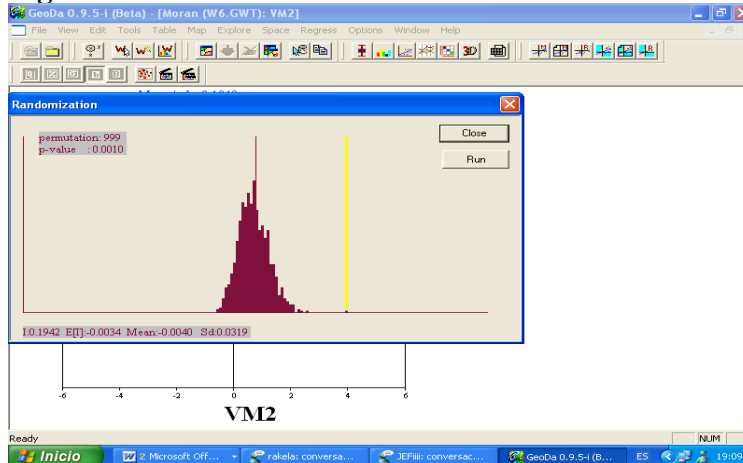 GeoDa 0.9.5-i (Beta) - [Moran (W6.GWT): VM2]
File View Edit Tools Table Map Explore Space Regress Options Window Help
Randomization
permutation: 999
p-value : 0.0010
Close
Run
I:0.1942 E[I]:-0.0034 Mean:-0.0040 Sd:0.0319
-6 -4 -2 0 2 4 6
VM2
Ready
NUM
Inicio
2 Microsoft Off...
rakela: conversa...
JEFiiii: conversac...
GeoDa 0.9.5-i (B...
ES
19:09